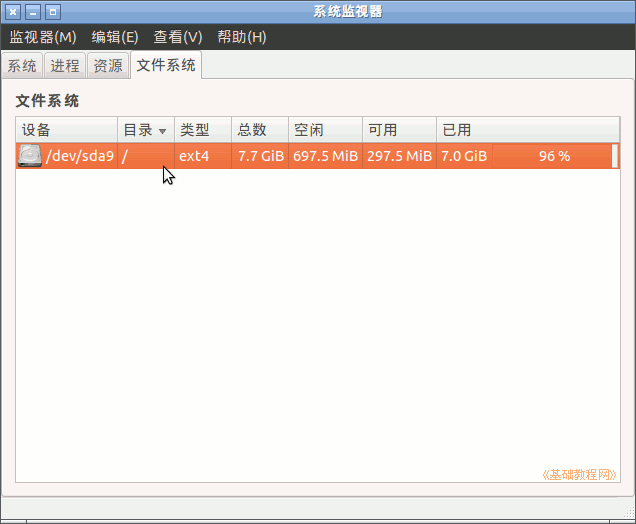 系统监视器
监视器(M) 编辑(E) 查看(V) 帮助(H)
系统 进程 资源 文件系统
文件系统
设备 目录 类型 总数 空闲 可用 已用
/dev/sda9 / ext4 7.7 GiB 697.5 MiB 297.5 MiB 7.0 GiB 96 %
《基础教程网》